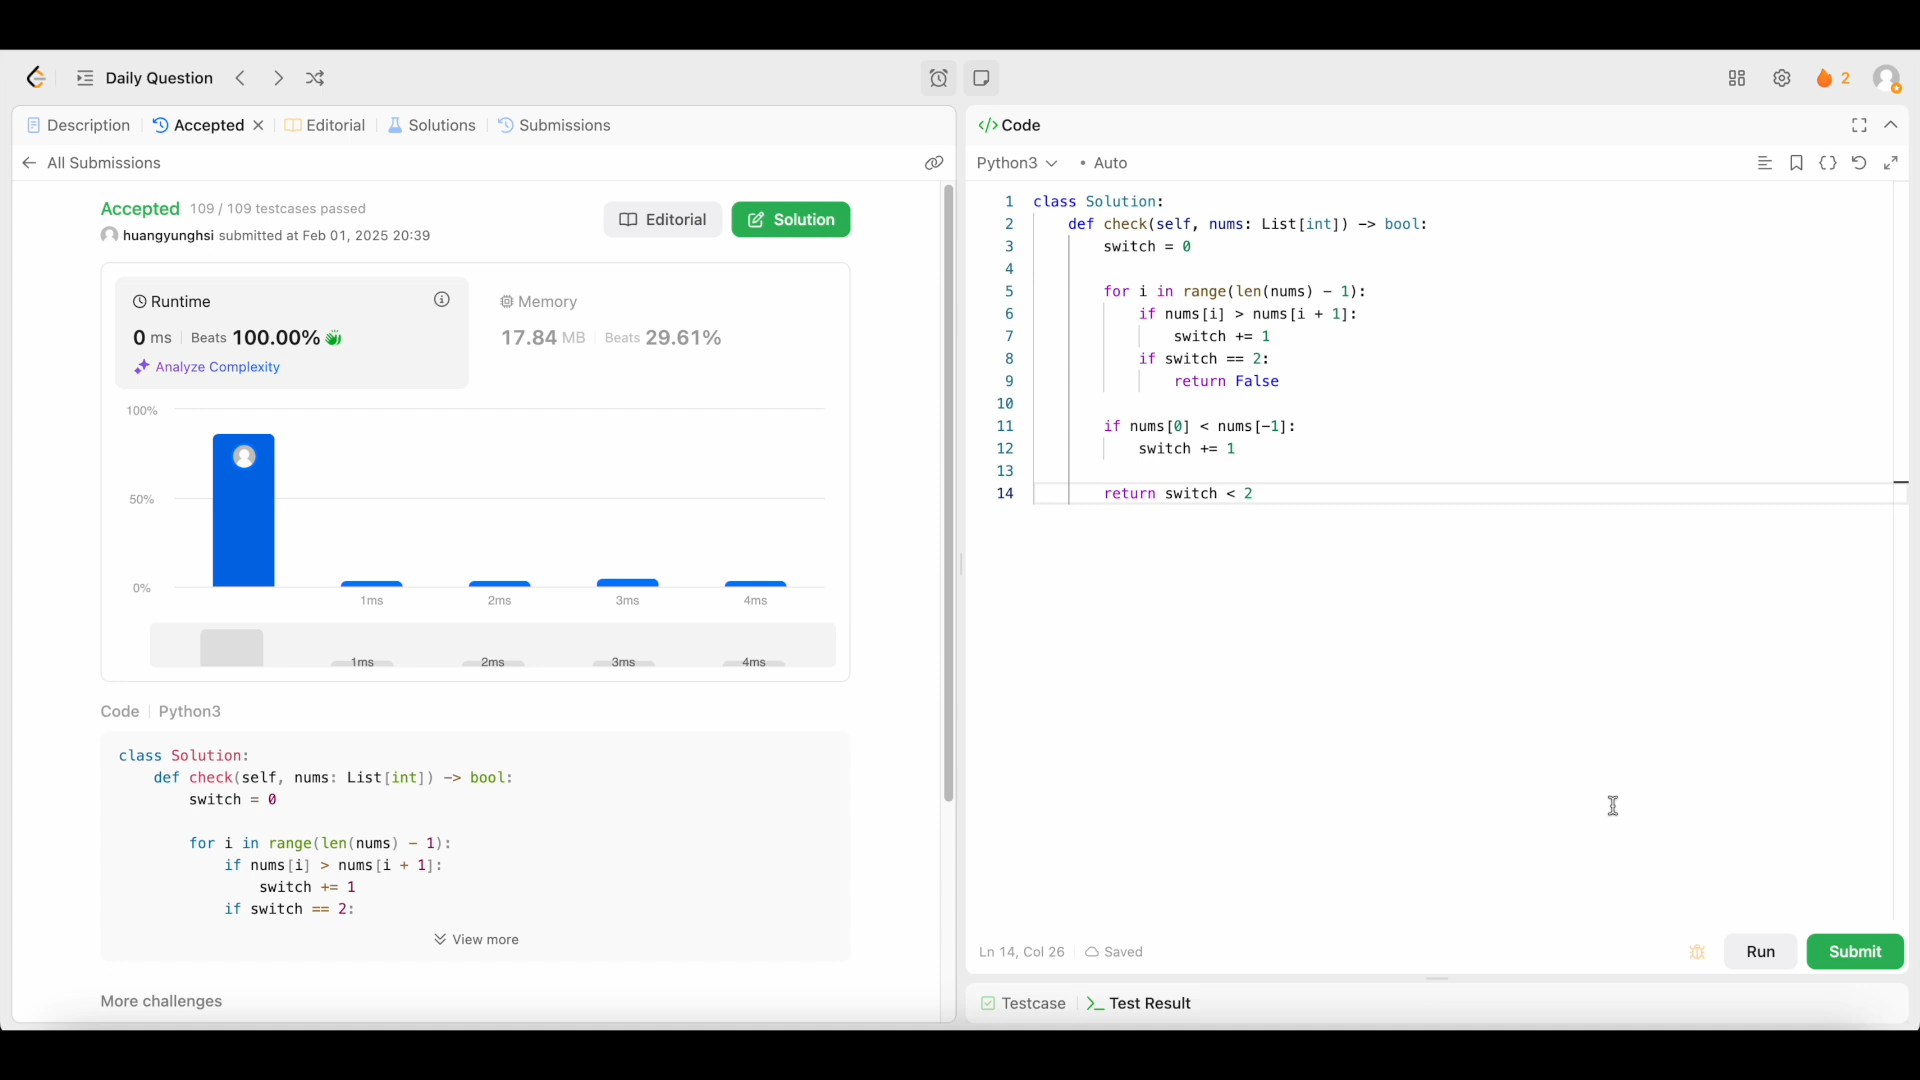 Daily Question
2
Description
Accepted
Editorial
Solutions
Submissions
All Submissions
Accepted 109 / 109 testcases passed
huangyunghsi submitted at Feb 01, 2025 20:39
Editorial
Solution
Runtime
0 ms | Beats 100.00%
Analyze Complexity
Memory
17.84 MB | Beats 29.61%
100%
50%
0%
1ms 2ms 3ms 4ms
1ms 2ms 3ms 4ms
Code | Python3
class Solution:
    def check(self, nums: List[int]) -> bool:
        switch = 0
        for i in range(len(nums) - 1):
            if nums[i] > nums[i + 1]:
                switch += 1
            if switch == 2:
View more
More challenges
</> Code
Python3 • Auto
1 class Solution:
2     def check(self, nums: List[int]) -> bool:
3         switch = 0
4
5         for i in range(len(nums) - 1):
6             if nums[i] > nums[i + 1]:
7                 switch += 1
8             if switch == 2:
9                 return False
10
11         if nums[0] < nums[-1]:
12             switch += 1
13
14         return switch < 2
Ln 14, Col 26 | Saved
Run
Submit
Testcase
>_ Test Result